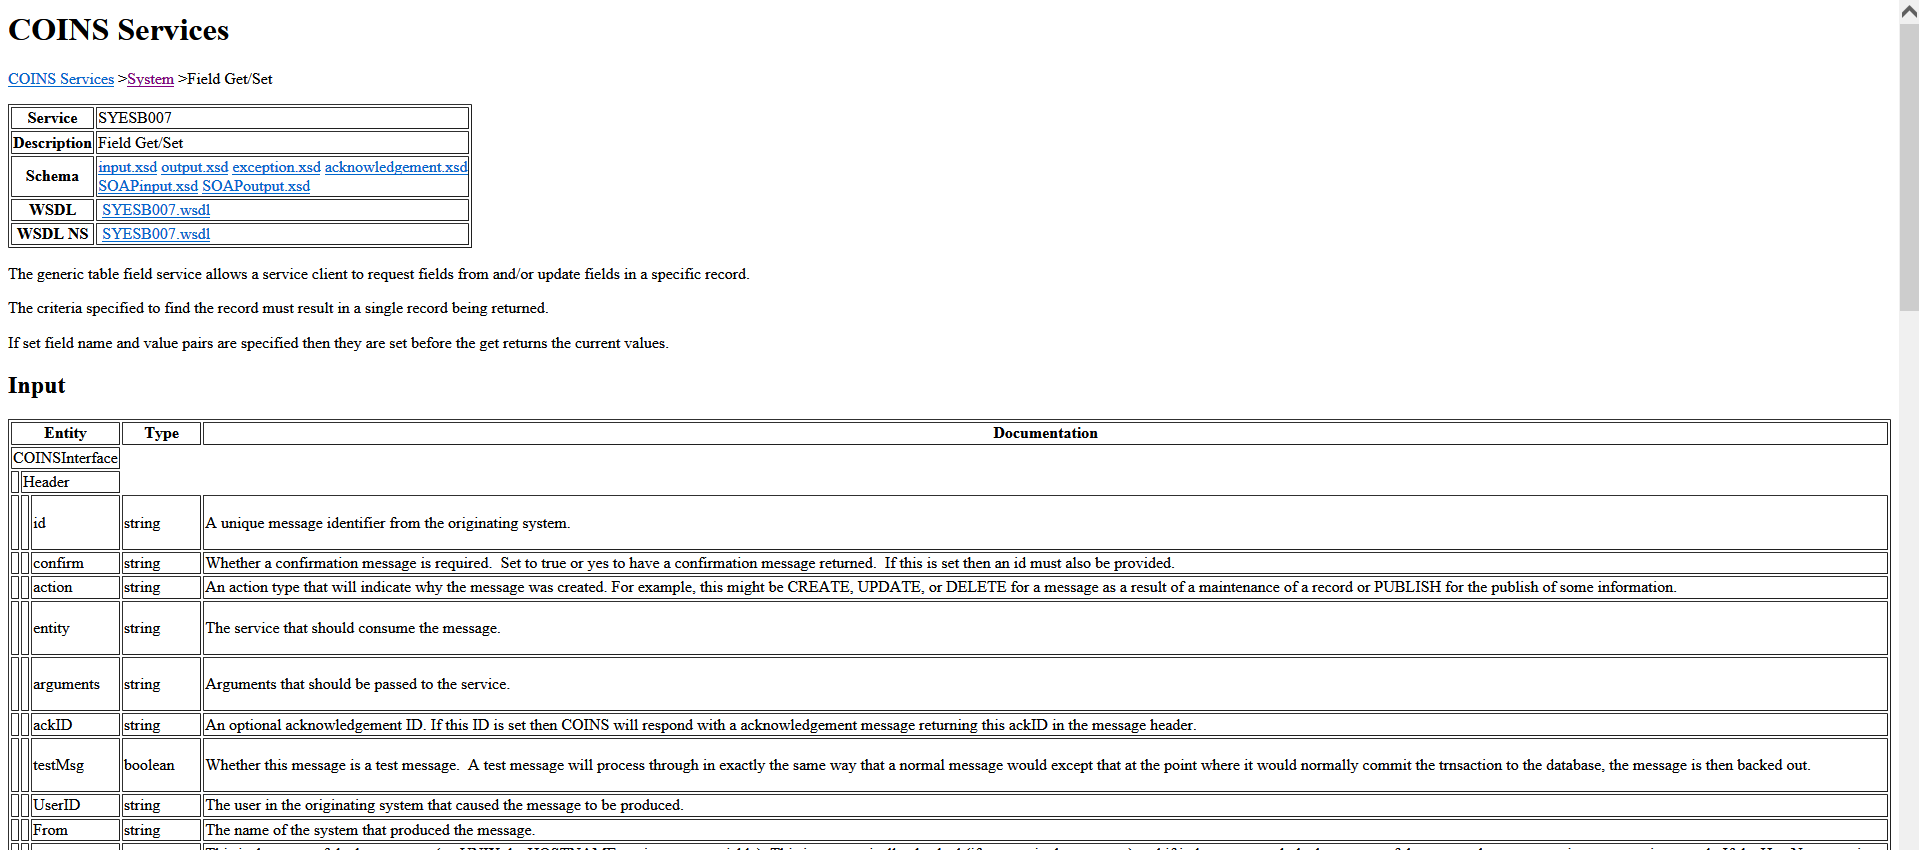 COINS Services
COINS Services >System >Field Get/Set
Service SYESB007
Description Field Get/Set
Schema input.xsd output.xsd exception.xsd acknowledgement.xsd
SOAPinput.xsd SOAPoutput.xsd
WSDL SYESB007.wsdl
WSDL NS SYESB007.wsdl
The generic table field service allows a service client to request fields from and/or update fields in a specific record.
The criteria specified to find the record must result in a single record being returned.
If set field name and value pairs are specified then they are set before the get returns the current values.
Input
Entity Type Documentation
COINSInterface
Header
id string A unique message identifier from the originating system.
confirm string Whether a confirmation message is required. Set to true or yes to have a confirmation message returned. If this is set then an id must also be provided.
action string An action type that will indicate why the message was created. For example, this might be CREATE, UPDATE, or DELETE for a message as a result of a maintenance of a record or PUBLISH for the publish of some information.
entity string The service that should consume the message.
arguments string Arguments that should be passed to the service.
ackID string An optional acknowledgement ID. If this ID is set then COINS will respond with a acknowledgement message returning this ackID in the message header.
testMsg boolean Whether this message is a test message. A test message will process through in exactly the same way that a normal message would except that at the point where it would normally commit the trnsaction to the database, the message is then backed out.
UserID string The user in the originating system that caused the message to be produced.
From string The name of the system that produced the message.